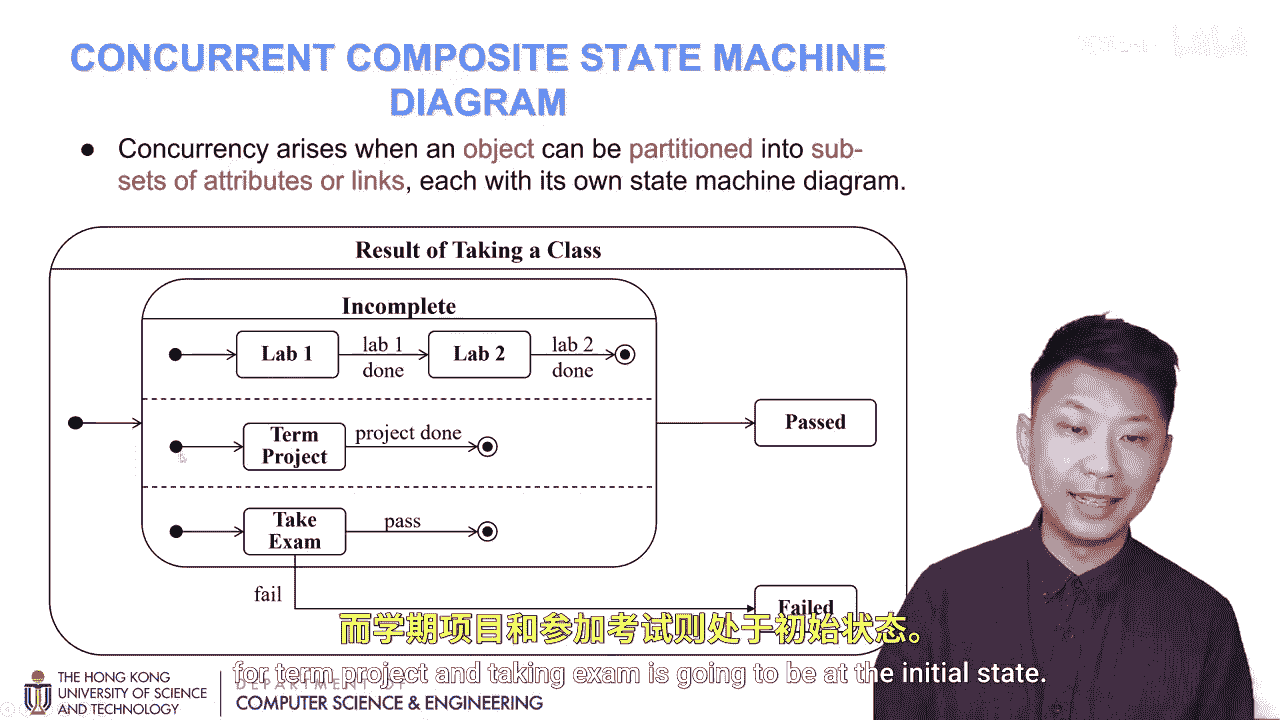 CONCURRENT COMPOSITE STATE MACHINE
DIAGRAM
● Concurrency arises when an object can be partitioned into sub-
sets of attributes or links, each with its own state machine diagram.
Result of Taking a Class
Incomplete
Lab 1
lab 1
done
Lab 2
lab 2
done
Term
Project
project done
Passed
Take
Exam
pass
fail
Failed
而学期项目和参加考试则处于初始状态。
for term project and taking exam is going to be at the initial state.
THE HONG KONG
UNIVERSITY OF SCIENCE
AND TECHNOLOGY
DEPARTMENT OF
COMPUTER SCIENCE & ENGINEERING